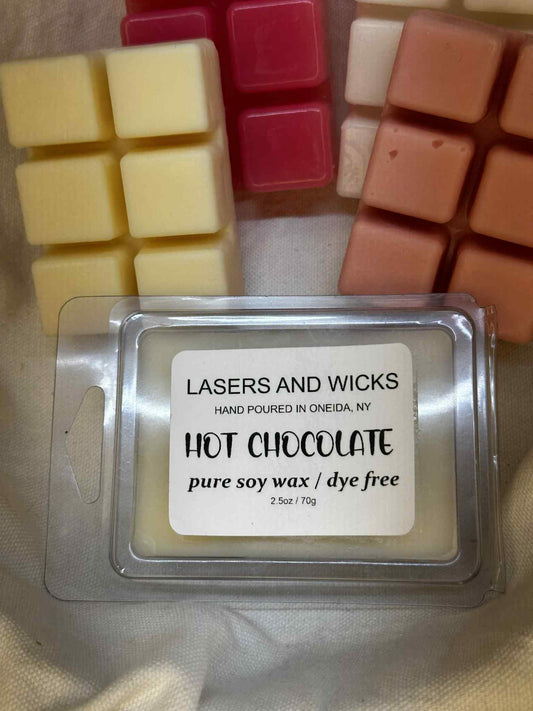 LASERS AND WICKS
HAND POURED IN ONEIDA, NY
HOT CHOCOLATE
pure soy wax / dye free
2.5oz / 70g